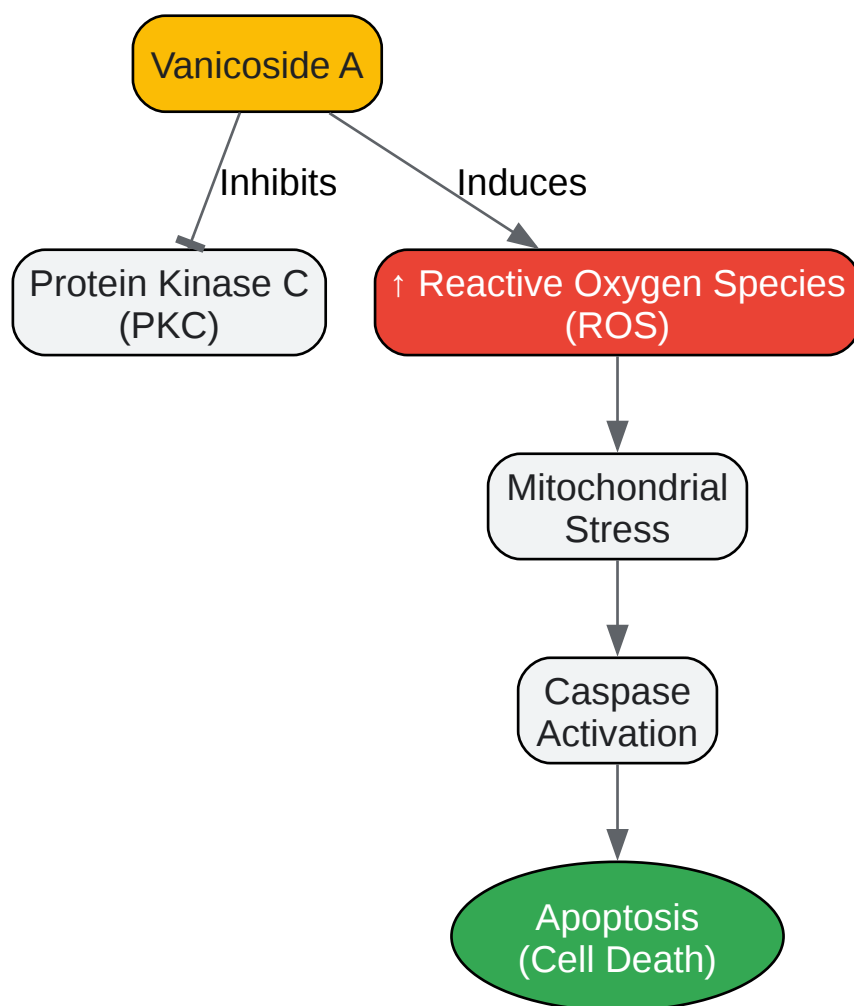 Vanicoside A
Inhibits
Induces
Protein Kinase C
(PKC)
↑ Reactive Oxygen Species
(ROS)
Mitochondrial
Stress
Caspase
Activation
Apoptosis
(Cell Death)